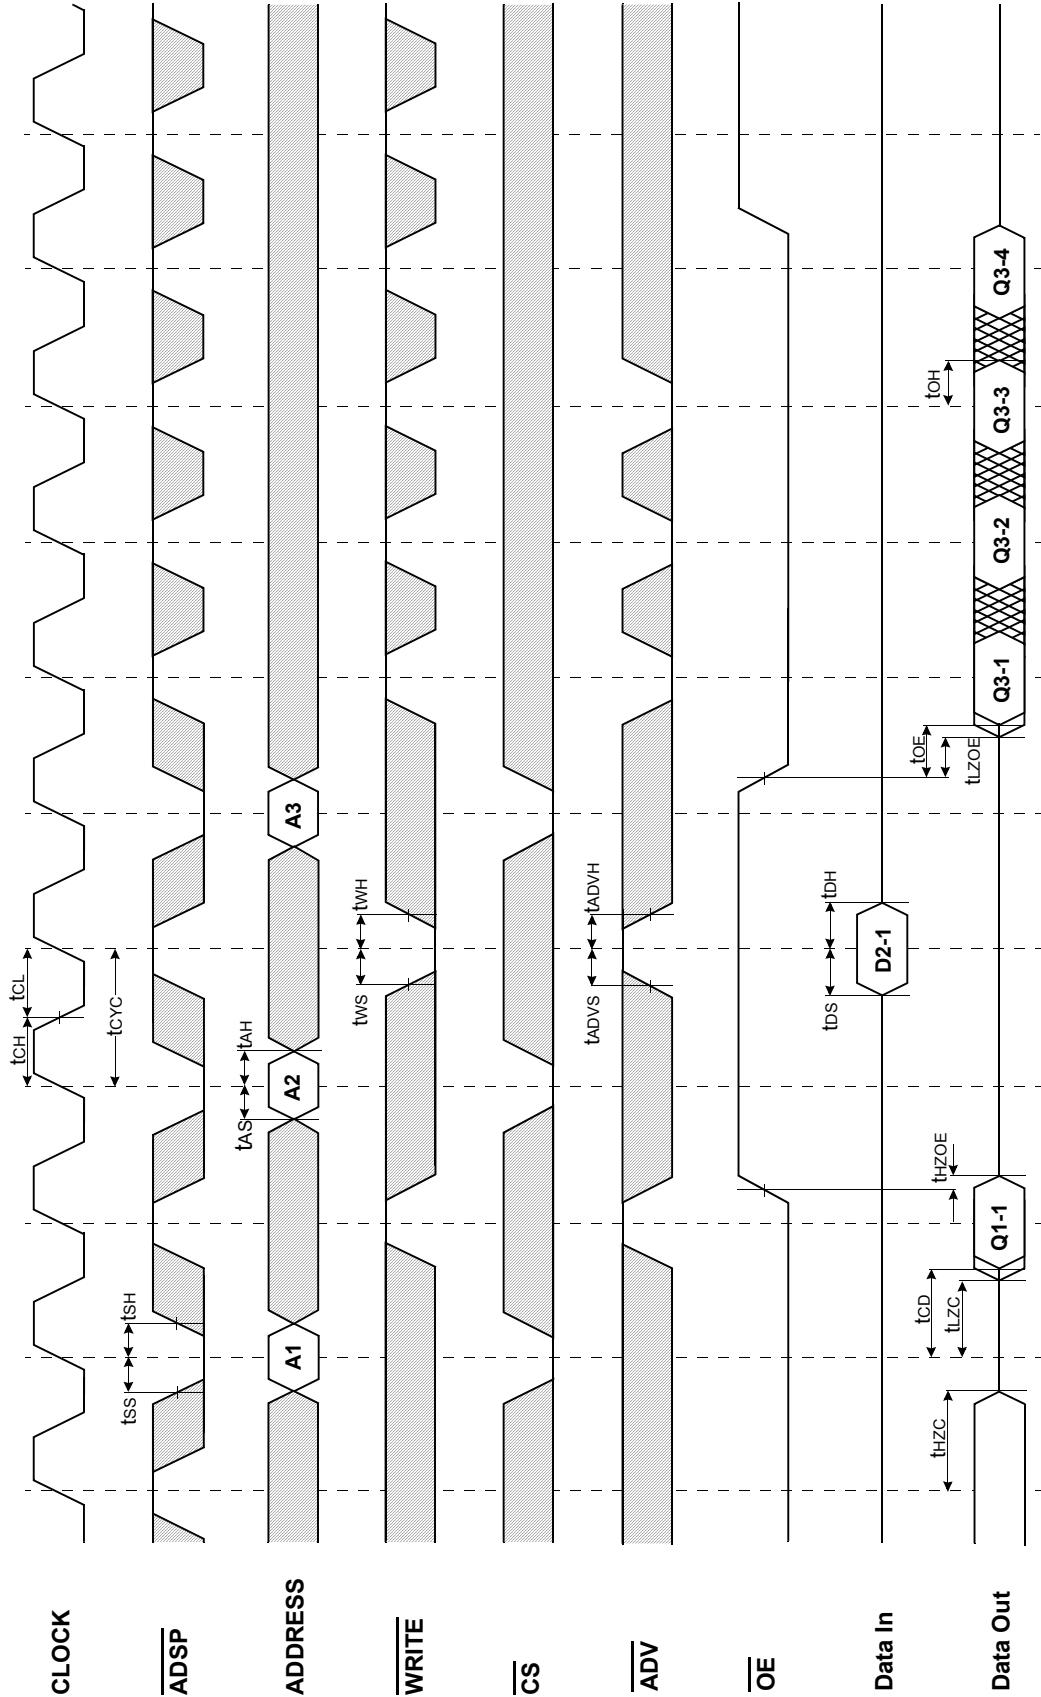 CLOCK
tCH
tCL
tCYC
ADSP
tSS
tSH
ADDRESS
A1
tAS
tAH
A2
A3
WRITE
tWS
tWH
CS
ADV
tADVS
tADVH
OE
Data In
tDS
tDH
D2-1
Data Out
tHZC
tCD
tLZC
Q1-1
tHZOE
tOE
tLZOE
Q3-1
Q3-2
Q3-3
tOH
Q3-4